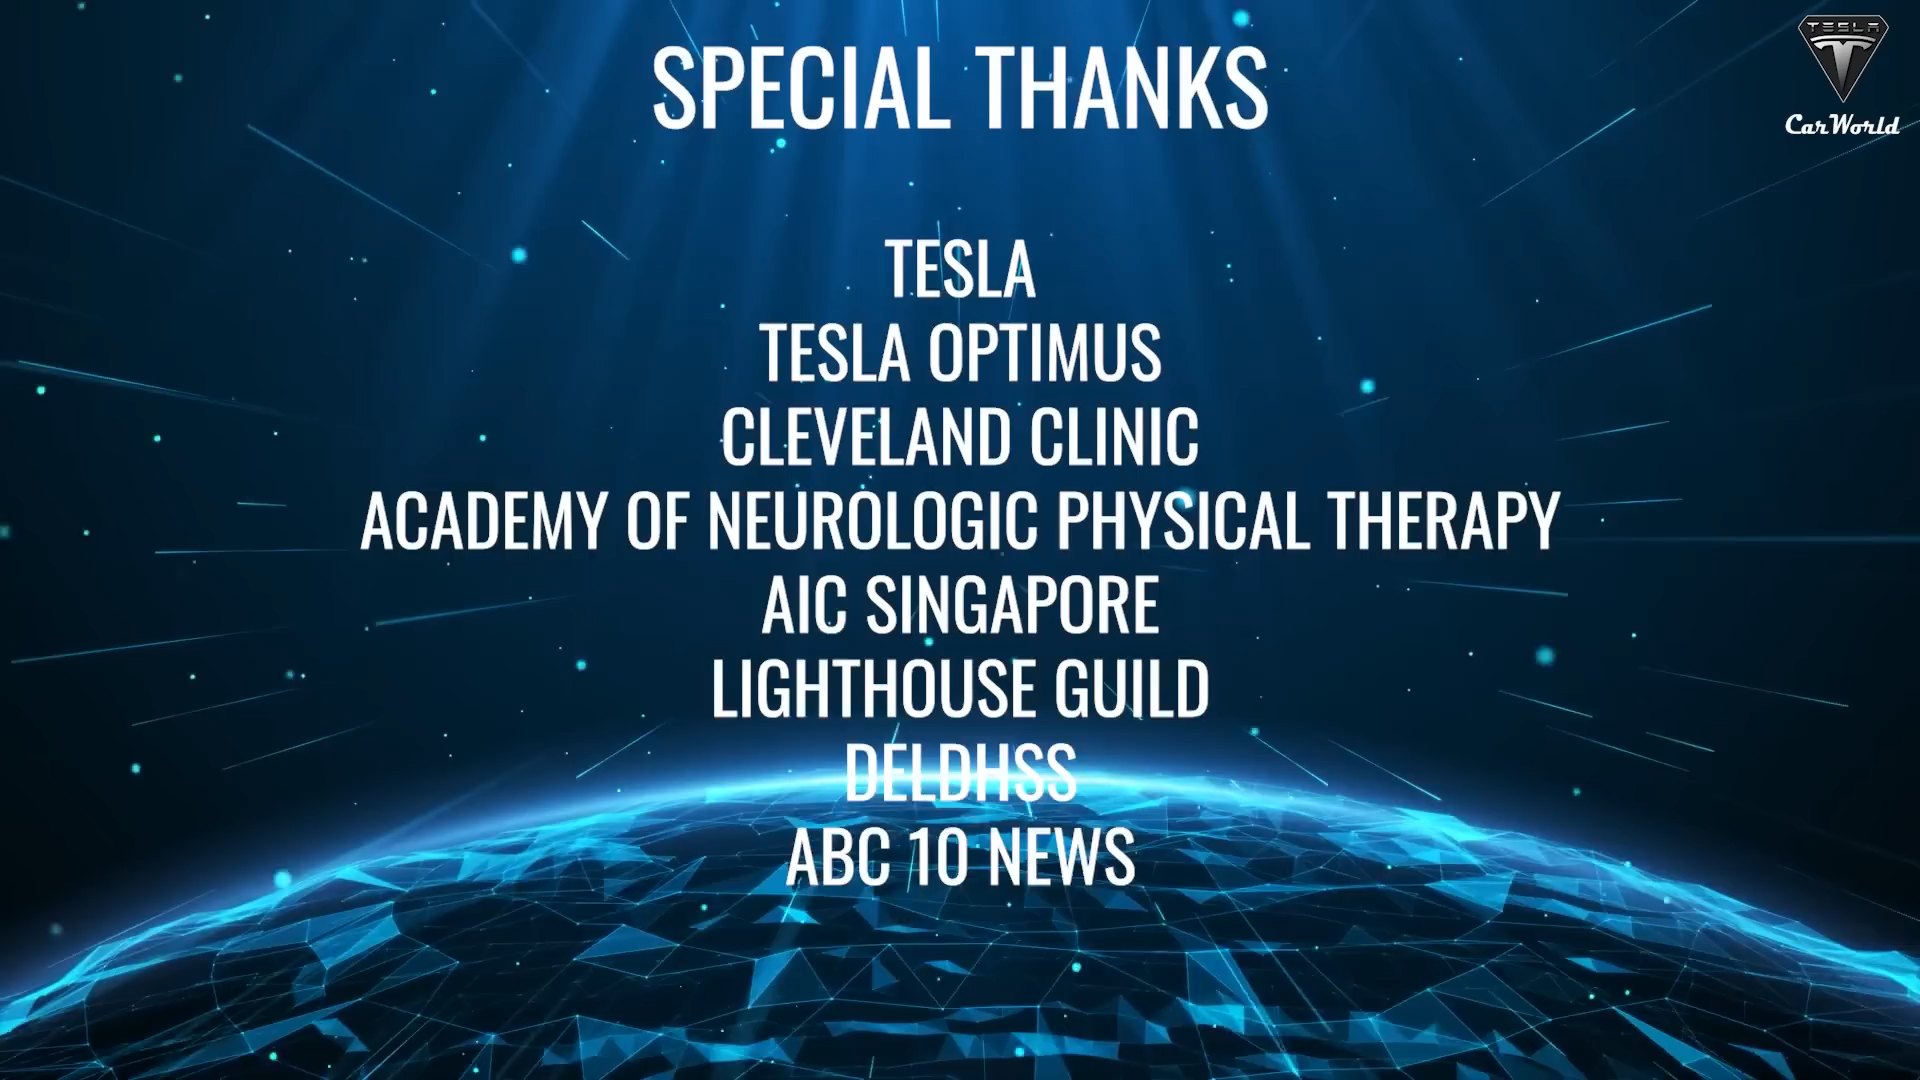 SPECIAL THANKS
TESLA
CarWorld
TESLA
TESLA OPTIMUS
CLEVELAND CLINIC
ACADEMY OF NEUROLOGIC PHYSICAL THERAPY
AIC SINGAPORE
LIGHTHOUSE GUILD
DELDHSS
ABC 10 NEWS